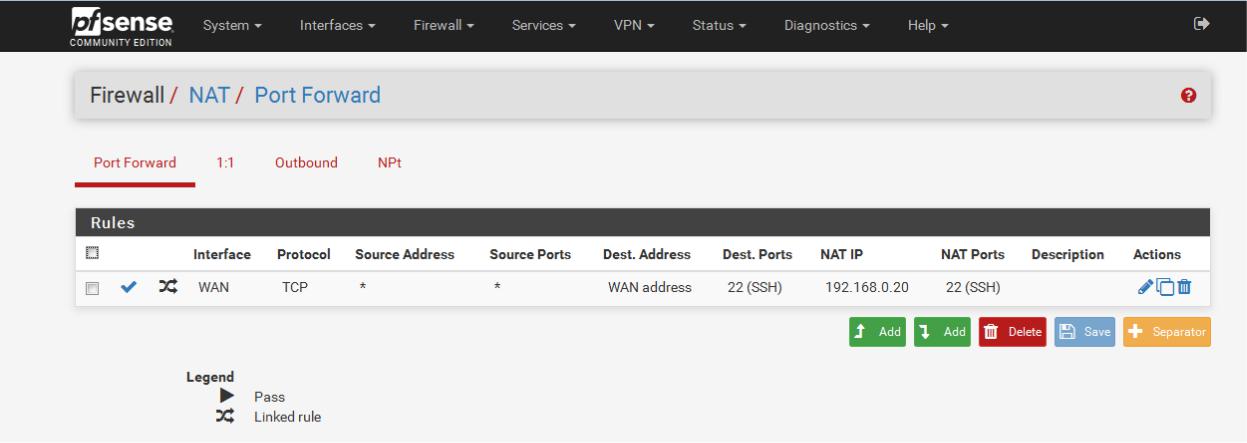 pfsense.
COMMUNITY EDITION
System Interfaces Firewall Services VPN Status Diagnostics Help
Firewall / NAT / Port Forward
Port Forward 1:1 Outbound NPt
Rules
Interface Protocol Source Address Source Ports Dest. Address Dest. Ports NAT IP NAT Ports Description Actions
WAN TCP * * WAN address 22 (SSH) 192.168.0.20 22 (SSH)
Add Add Delete Save Separator
Legend
Pass
Linked rule